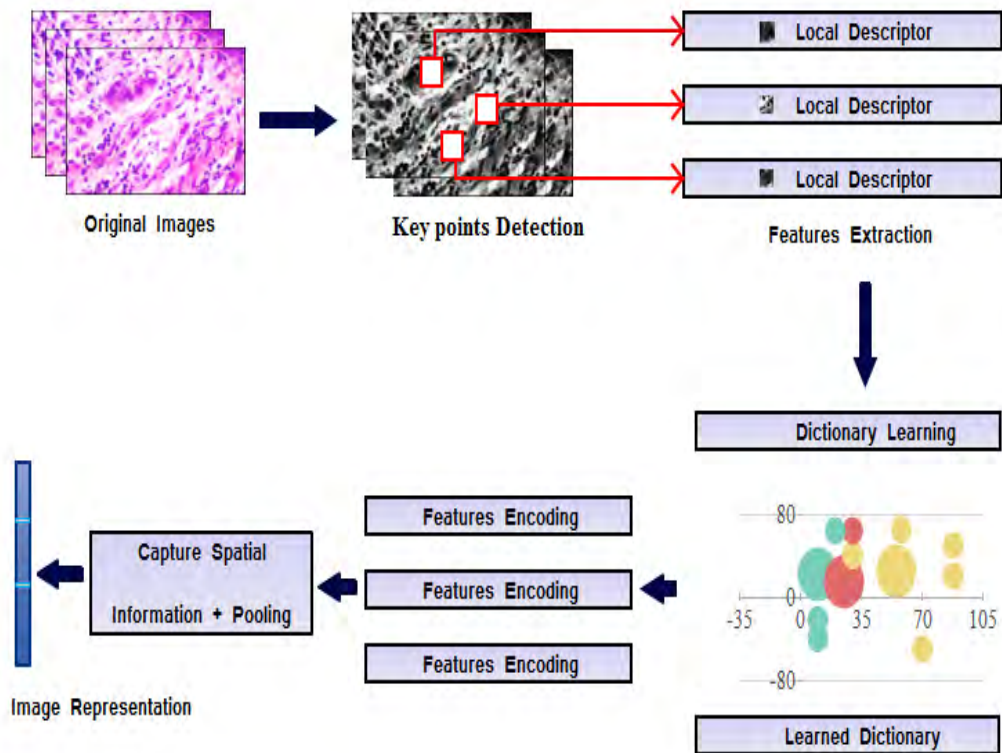 Original Images
Key points Detection
Local Descriptor
Local Descriptor
Local Descriptor
Features Extraction
Dictionary Learning
80
0
-35 0 35 70 105
-80
Learned Dictionary
Features Encoding
Features Encoding
Features Encoding
Capture Spatial
Information + Pooling
Image Representation